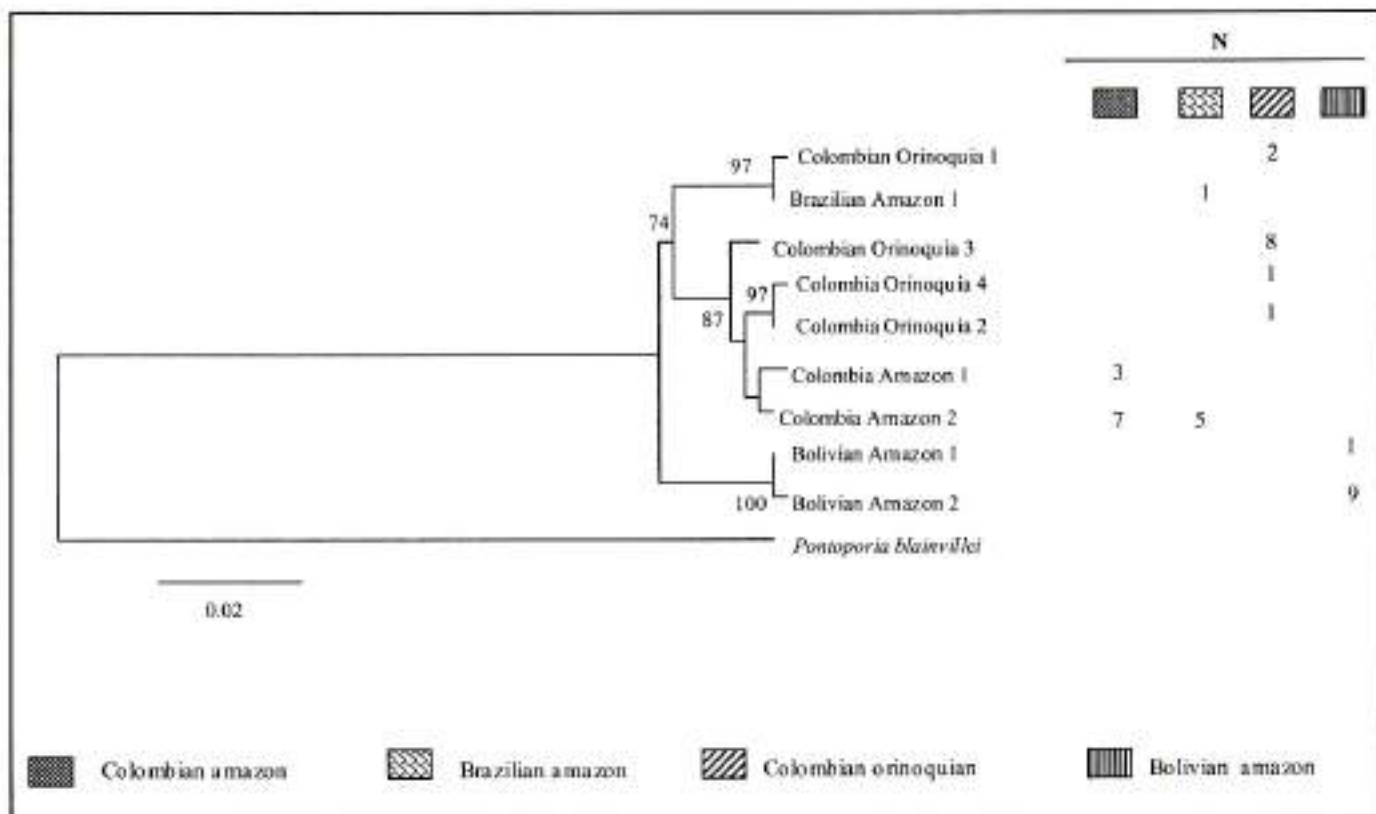 N
97 Colombian Orinoquia 1 2
Brazilian Amazon 1 1
74
Colombian Orinoquia 3 8
97 Colombia Orinoquia 4 1
87 Colombia Orinoquia 2 1
Colombia Amazon 1 3
Colombia Amazon 2 7 5
Bolivian Amazon 1 1
100 Bolivian Amazon 2 9
Pontoporia blainvillei
0.02
Colombian amazon Brazilian amazon Colombian orinoquian Bolivian amazon